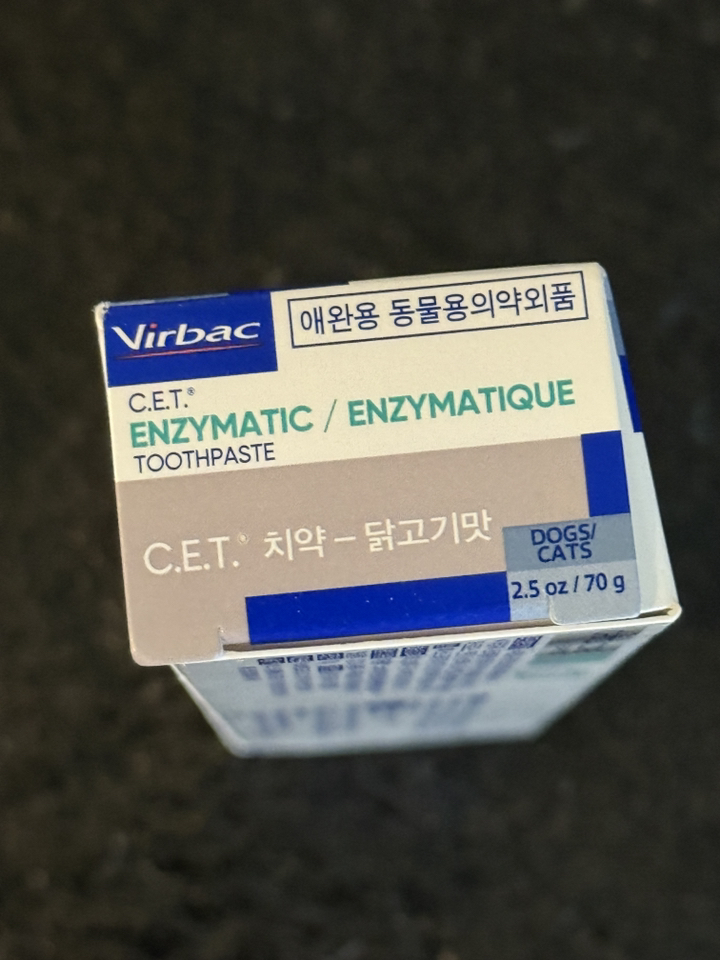 Virbac
애완용 동물용의약외품
C.E.T.®
ENZYMATIC / ENZYMATIQUE
TOOTHPASTE
C.E.T.® 치약 – 닭고기맛
DOGS/
CATS
2.5 oz / 70 g